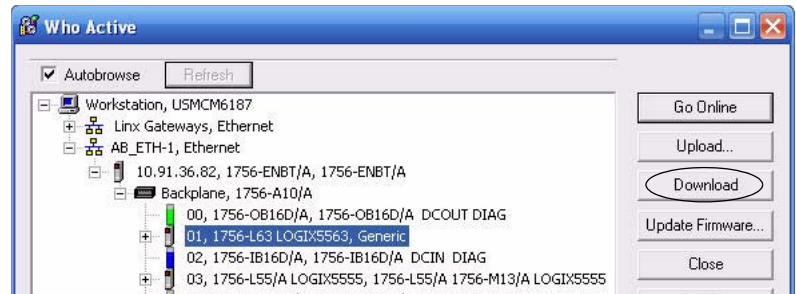 Who Active
Autobrowse
Refresh
Workstation, USMCM6187
Go Online
Linx Gateways, Ethernet
AB_ETH-1, Ethernet
Upload...
10.91.36.82, 1756-ENBT/A, 1756-ENBT/A
Backplane, 1756-A10/A
Download
00, 1756-OB16D/A, 1756-OB16D/A DCOUT DIAG
01, 1756-L63 LOGIX5563, Generic
Update Firmware...
02, 1756-IB16D/A, 1756-IB16D/A DCIN DIAG
Close
03, 1756-L55/A LOGIX5555, 1756-L55/A 1756-M13/A LOGIX5555